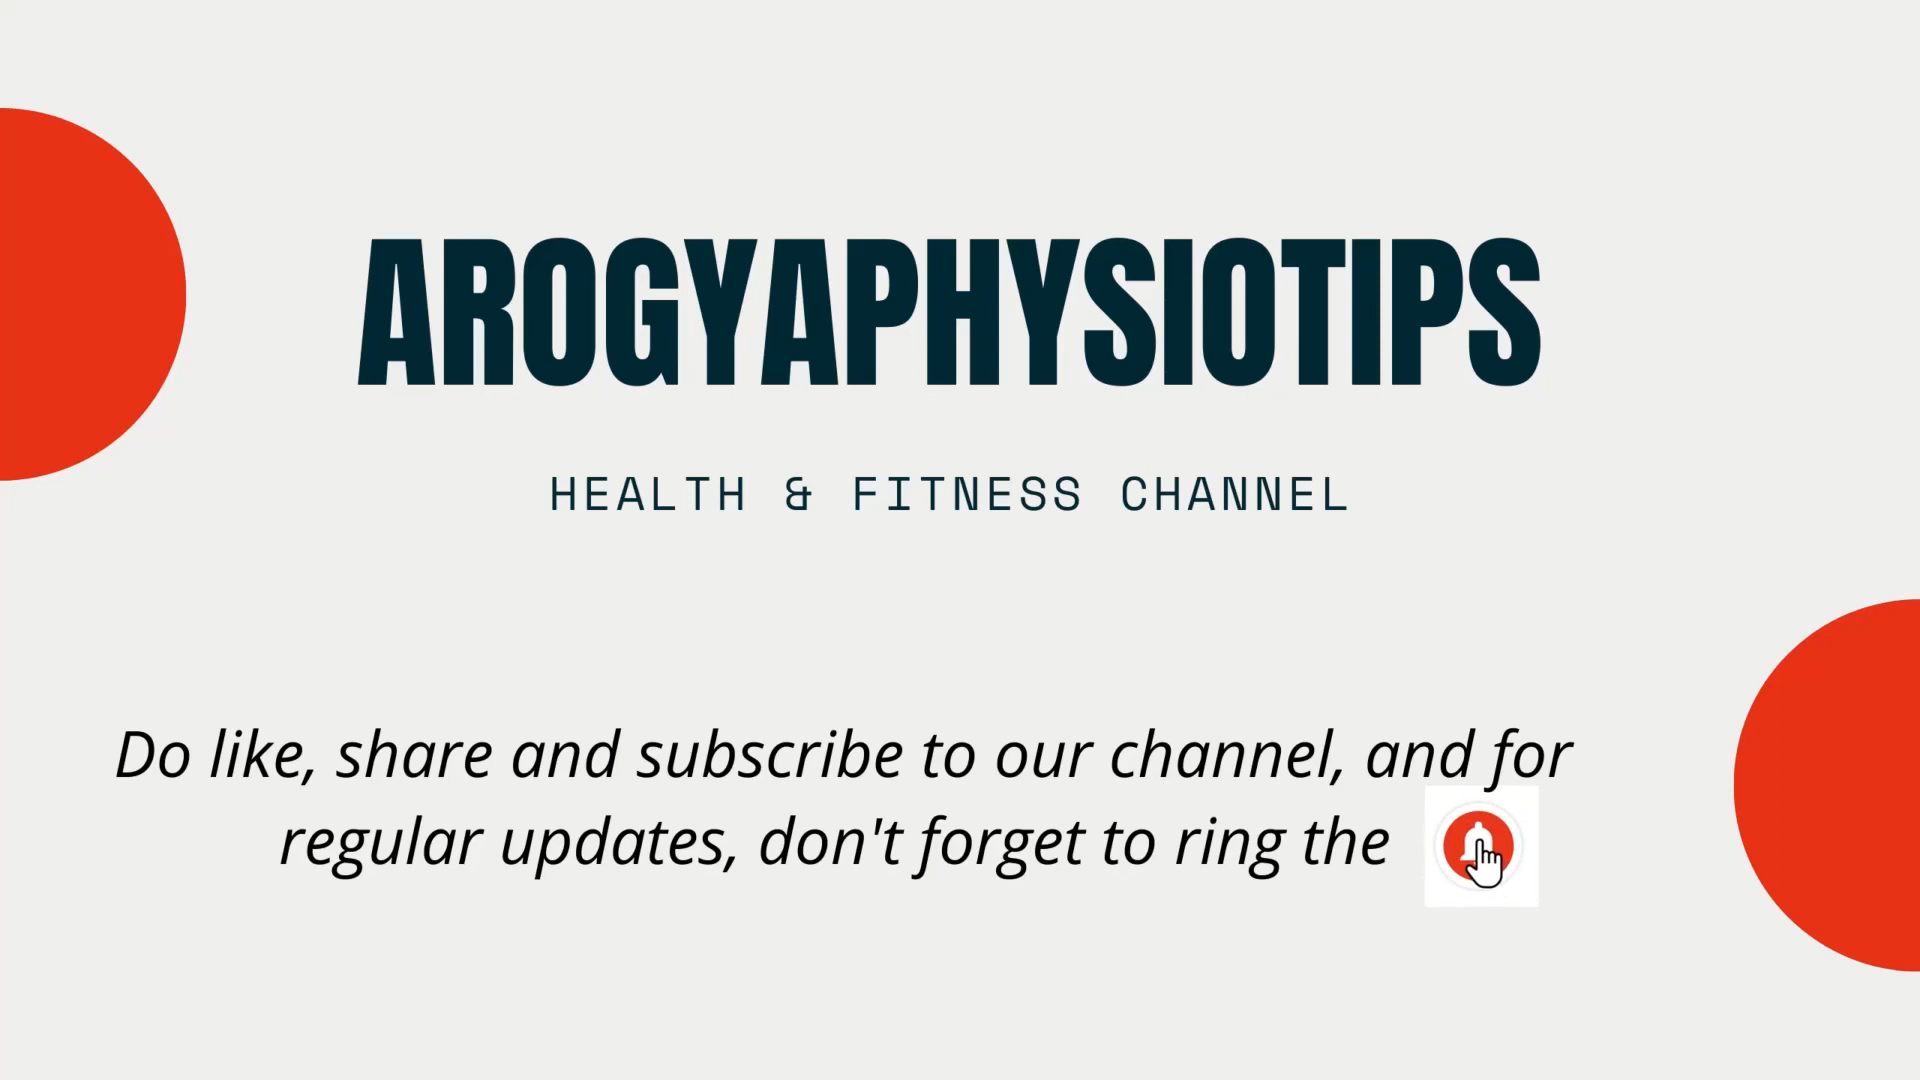 AROGYAPHYSIOTIPS
HEALTH & FITNESS CHANNEL
Do like, share and subscribe to our channel, and for
regular updates, don't forget to ring the